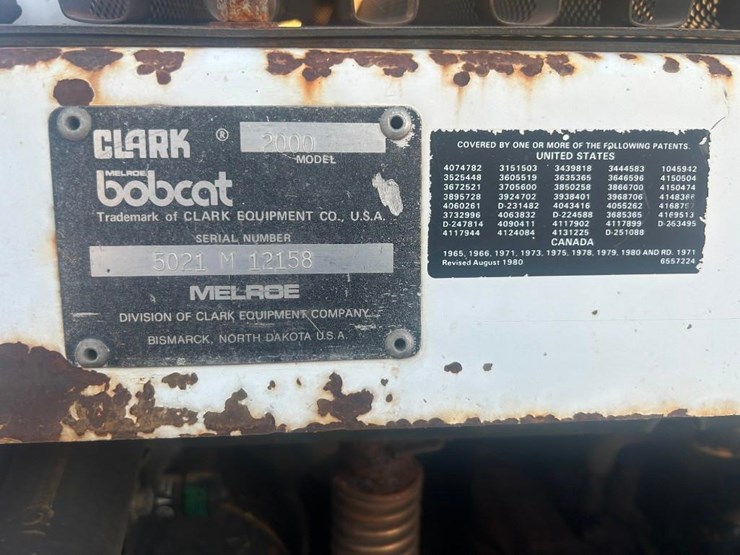 CLARK ® 2000
MODEL
MELROE
bobcat
Trademark of CLARK EQUIPMENT CO., U.S.A.
SERIAL NUMBER
5021 M 12158
MELROE
DIVISION OF CLARK EQUIPMENT COMPANY
BISMARCK, NORTH DAKOTA U.S.A.
COVERED BY ONE OR MORE OF THE FOLLOWING PATENTS
UNITED STATES
4074782 3151503 3439818 3444583 1045942
3525448 3605519 3635365 3646596 4150504
3672521 3705600 3850258 3866700 4150474
3895728 3924702 3938401 3968706
4060261 D-231482 4043416 4055262
3732996 4063832 D-224588 3685365 4169513
D-247814 4090411 4117902 4117899 D-263495
4117944 4124084 4131225 D-251088
CANADA
1965, 1966, 1971, 1973, 1975, 1978, 1979, 1980 AND RD. 1971
Revised August 1980 6557224